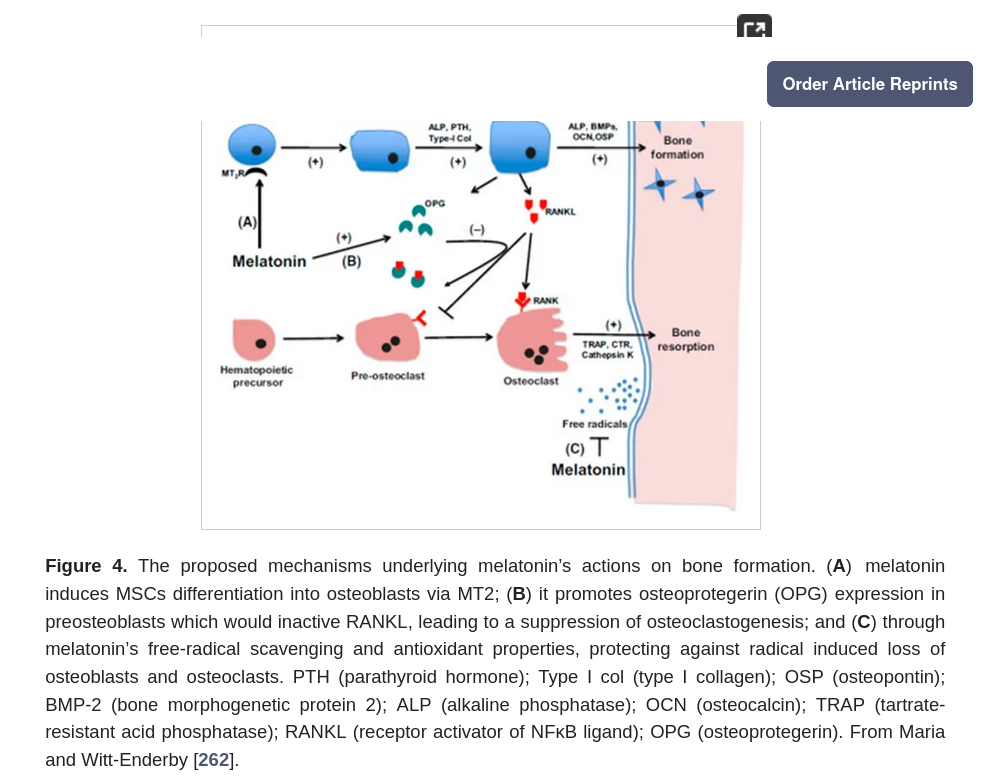 Order Article Reprints
ALP, PTH,
Type-I Col
(+)
(+)
ALP, BMPs,
OCN,OSP
(+)
Bone
formation
MT2R
OPG
RANKL
(A)
(+)
(–)
(B)
Melatonin
RANK
(+)
TRAP, CTR,
Cathepsin K
Bone
resorption
Hematopoietic
precursor
Pre-osteoclast
Osteoclast
Free radicals
(C)
Melatonin
Figure 4. The proposed mechanisms underlying melatonin’s actions on bone formation. (A) melatonin
induces MSCs differentiation into osteoblasts via MT2; (B) it promotes osteoprotegerin (OPG) expression in
preosteoblasts which would inactive RANKL, leading to a suppression of osteoclastogenesis; and (C) through
melatonin’s free-radical scavenging and antioxidant properties, protecting against radical induced loss of
osteoblasts and osteoclasts. PTH (parathyroid hormone); Type I col (type I collagen); OSP (osteopontin);
BMP-2 (bone morphogenetic protein 2); ALP (alkaline phosphatase); OCN (osteocalcin); TRAP (tartrate-
resistant acid phosphatase); RANKL (receptor activator of NFκB ligand); OPG (osteoprotegerin). From Maria
and Witt-Enderby [262].